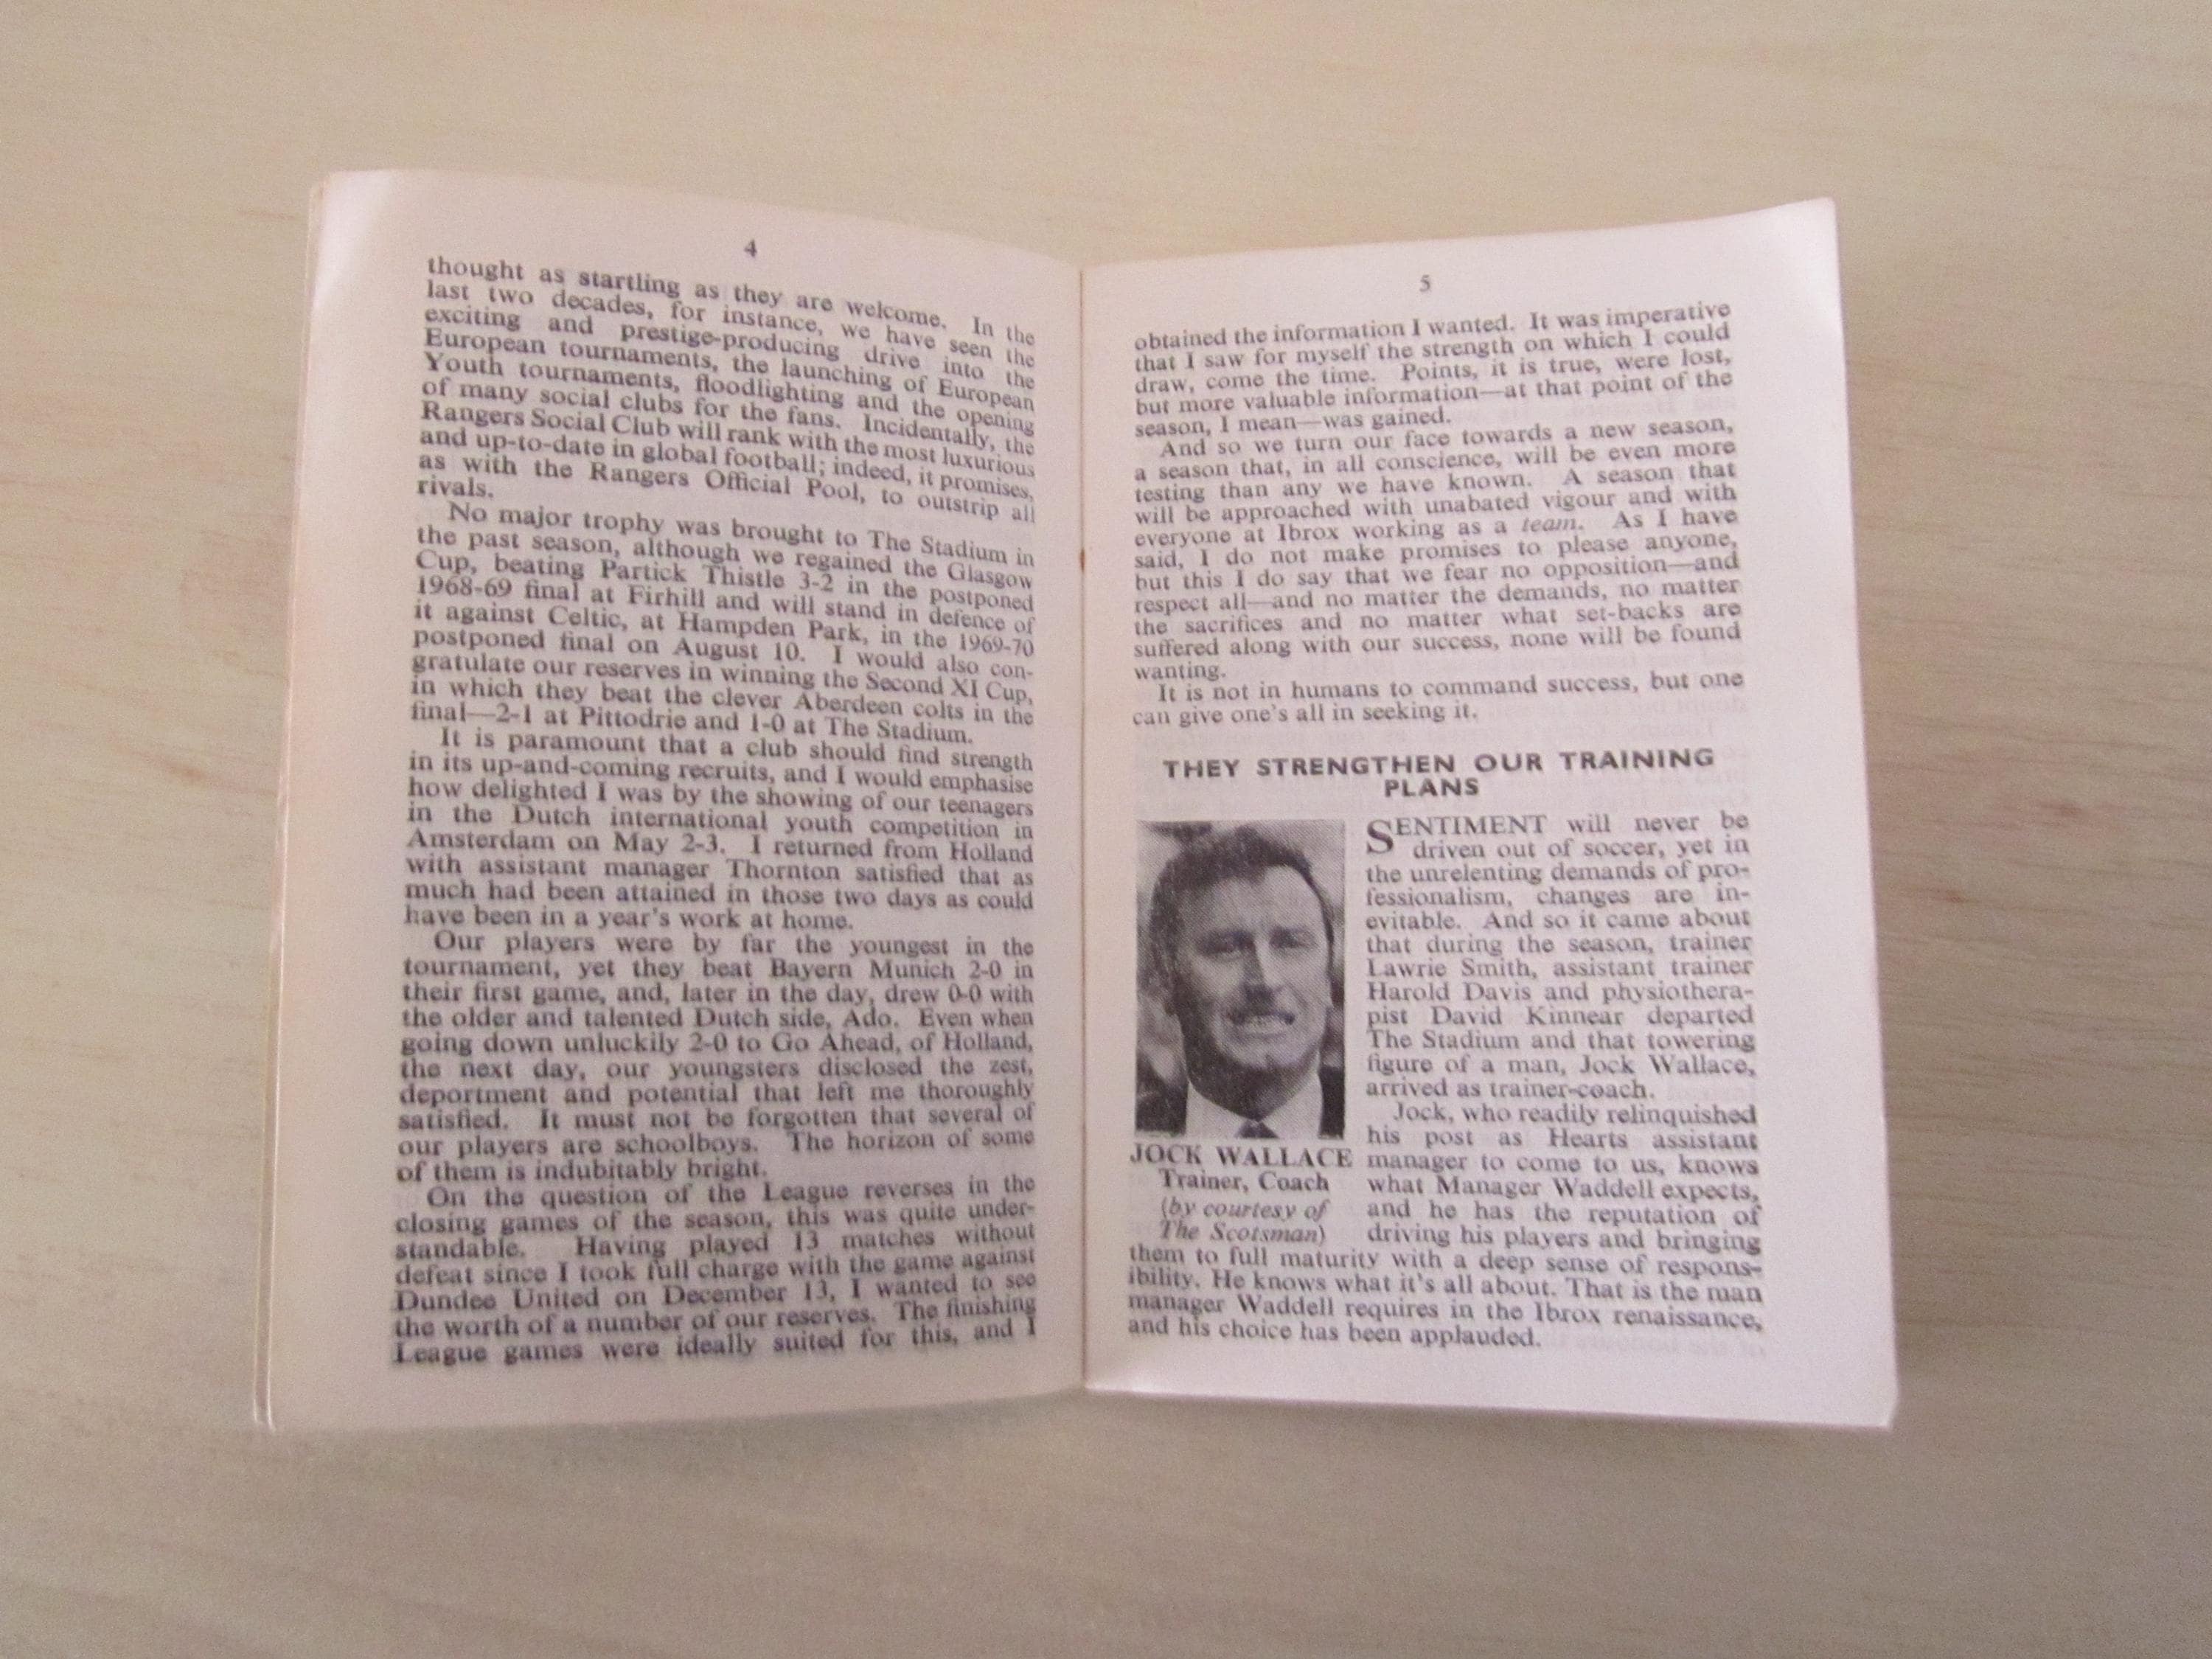 4
thought as startling as they are welcome. In the
last two decades, for instance, we have seen the
exciting and prestige-producing drive into the
European tournaments, the launching of European
Youth tournaments, floodlighting and the opening
of many social clubs for the fans. Incidentally, the
Rangers Social Club will rank with the most luxurious
and up-to-date in global football; indeed, it promises,
as with the Rangers Official Pool, to outstrip all
rivals.
No major trophy was brought to The Stadium in
the past season, although we regained the Glasgow
Cup, beating Partick Thistle 3-2 in the postponed
1968-69 final at Firhill and will stand in defence of
it against Celtic, at Hampden Park, in the 1969-70
postponed final on August 10. I would also con-
gratulate our reserves in winning the Second XI Cup,
in which they beat the clever Aberdeen colts in the
final—2-1 at Pittodrie and 1-0 at The Stadium.
It is paramount that a club should find strength
in its up-and-coming recruits, and I would emphasise
how delighted I was by the showing of our teenagers
in the Dutch international youth competition in
Amsterdam on May 2-3. I returned from Holland
with assistant manager Thornton satisfied that as
much had been attained in those two days as could
have been in a year's work at home.
Our players were by far the youngest in the
tournament, yet they beat Bayern Munich 2-0 in
their first game, and, later in the day, drew 0-0 with
the older and talented Dutch side, Ado. Even when
going down unluckily 2-0 to Go Ahead, of Holland,
the next day, our youngsters disclosed the zest,
department and potential that left me thoroughly
satisfied. It must not be forgotten that several of
our players are schoolboys. The horizon of some
of them is indubitably bright.
On the question of the League reverses in the
closing games of the season, this was quite under-
standable. Having played 13 matches without
defeat since I took full charge with the game against
Dundee United on December 13, I wanted to see
the worth of a number of our reserves. The finishing
League games were ideally suited for this, and I
5
obtained the information I wanted. It was imperative
that I saw for myself the strength on which I could
draw, come the time. Points, it is true, were lost,
but more valuable information—at that point of the
season, I mean—was gained.
And so we turn our face towards a new season,
a season that, in all conscience, will be even more
testing than any we have known. A season that
will be approached with unabated vigour and with
everyone at Ibrox working as a team. As I have
said, I do not make promises to please anyone,
but this I do say that we fear no opposition—and
respect all—and no matter the demands, no matter
the sacrifices and no matter what set-backs are
suffered along with our success, none will be found
wanting.
It is not in humans to command success, but one
can give one's all in seeking it.
THEY STRENGTHEN OUR TRAINING
PLANS
SENTIMENT will never be
driven out of soccer, yet in
the unrelenting demands of pro-
fessionalism, changes are in-
evitable. And so it came about
that during the season, trainer
Lawrie Smith, assistant trainer
Harold Davis and physiothera-
pist David Kinnear departed
The Stadium and that towering
figure of a man, Jock Wallace,
arrived as trainer-coach.
Jock, who readily relinquished
his post as Hearts assistant
manager to come to us, knows
what Manager Waddell expects,
and he has the reputation of
driving his players and bringing
them to full maturity with a deep sense of respons-
ibility. He knows what it's all about. That is the man
manager Waddell requires in the Ibrox renaissance,
and his choice has been applauded.
JOCK WALLACE
Trainer, Coach
(by courtesy of
The Scotsman)